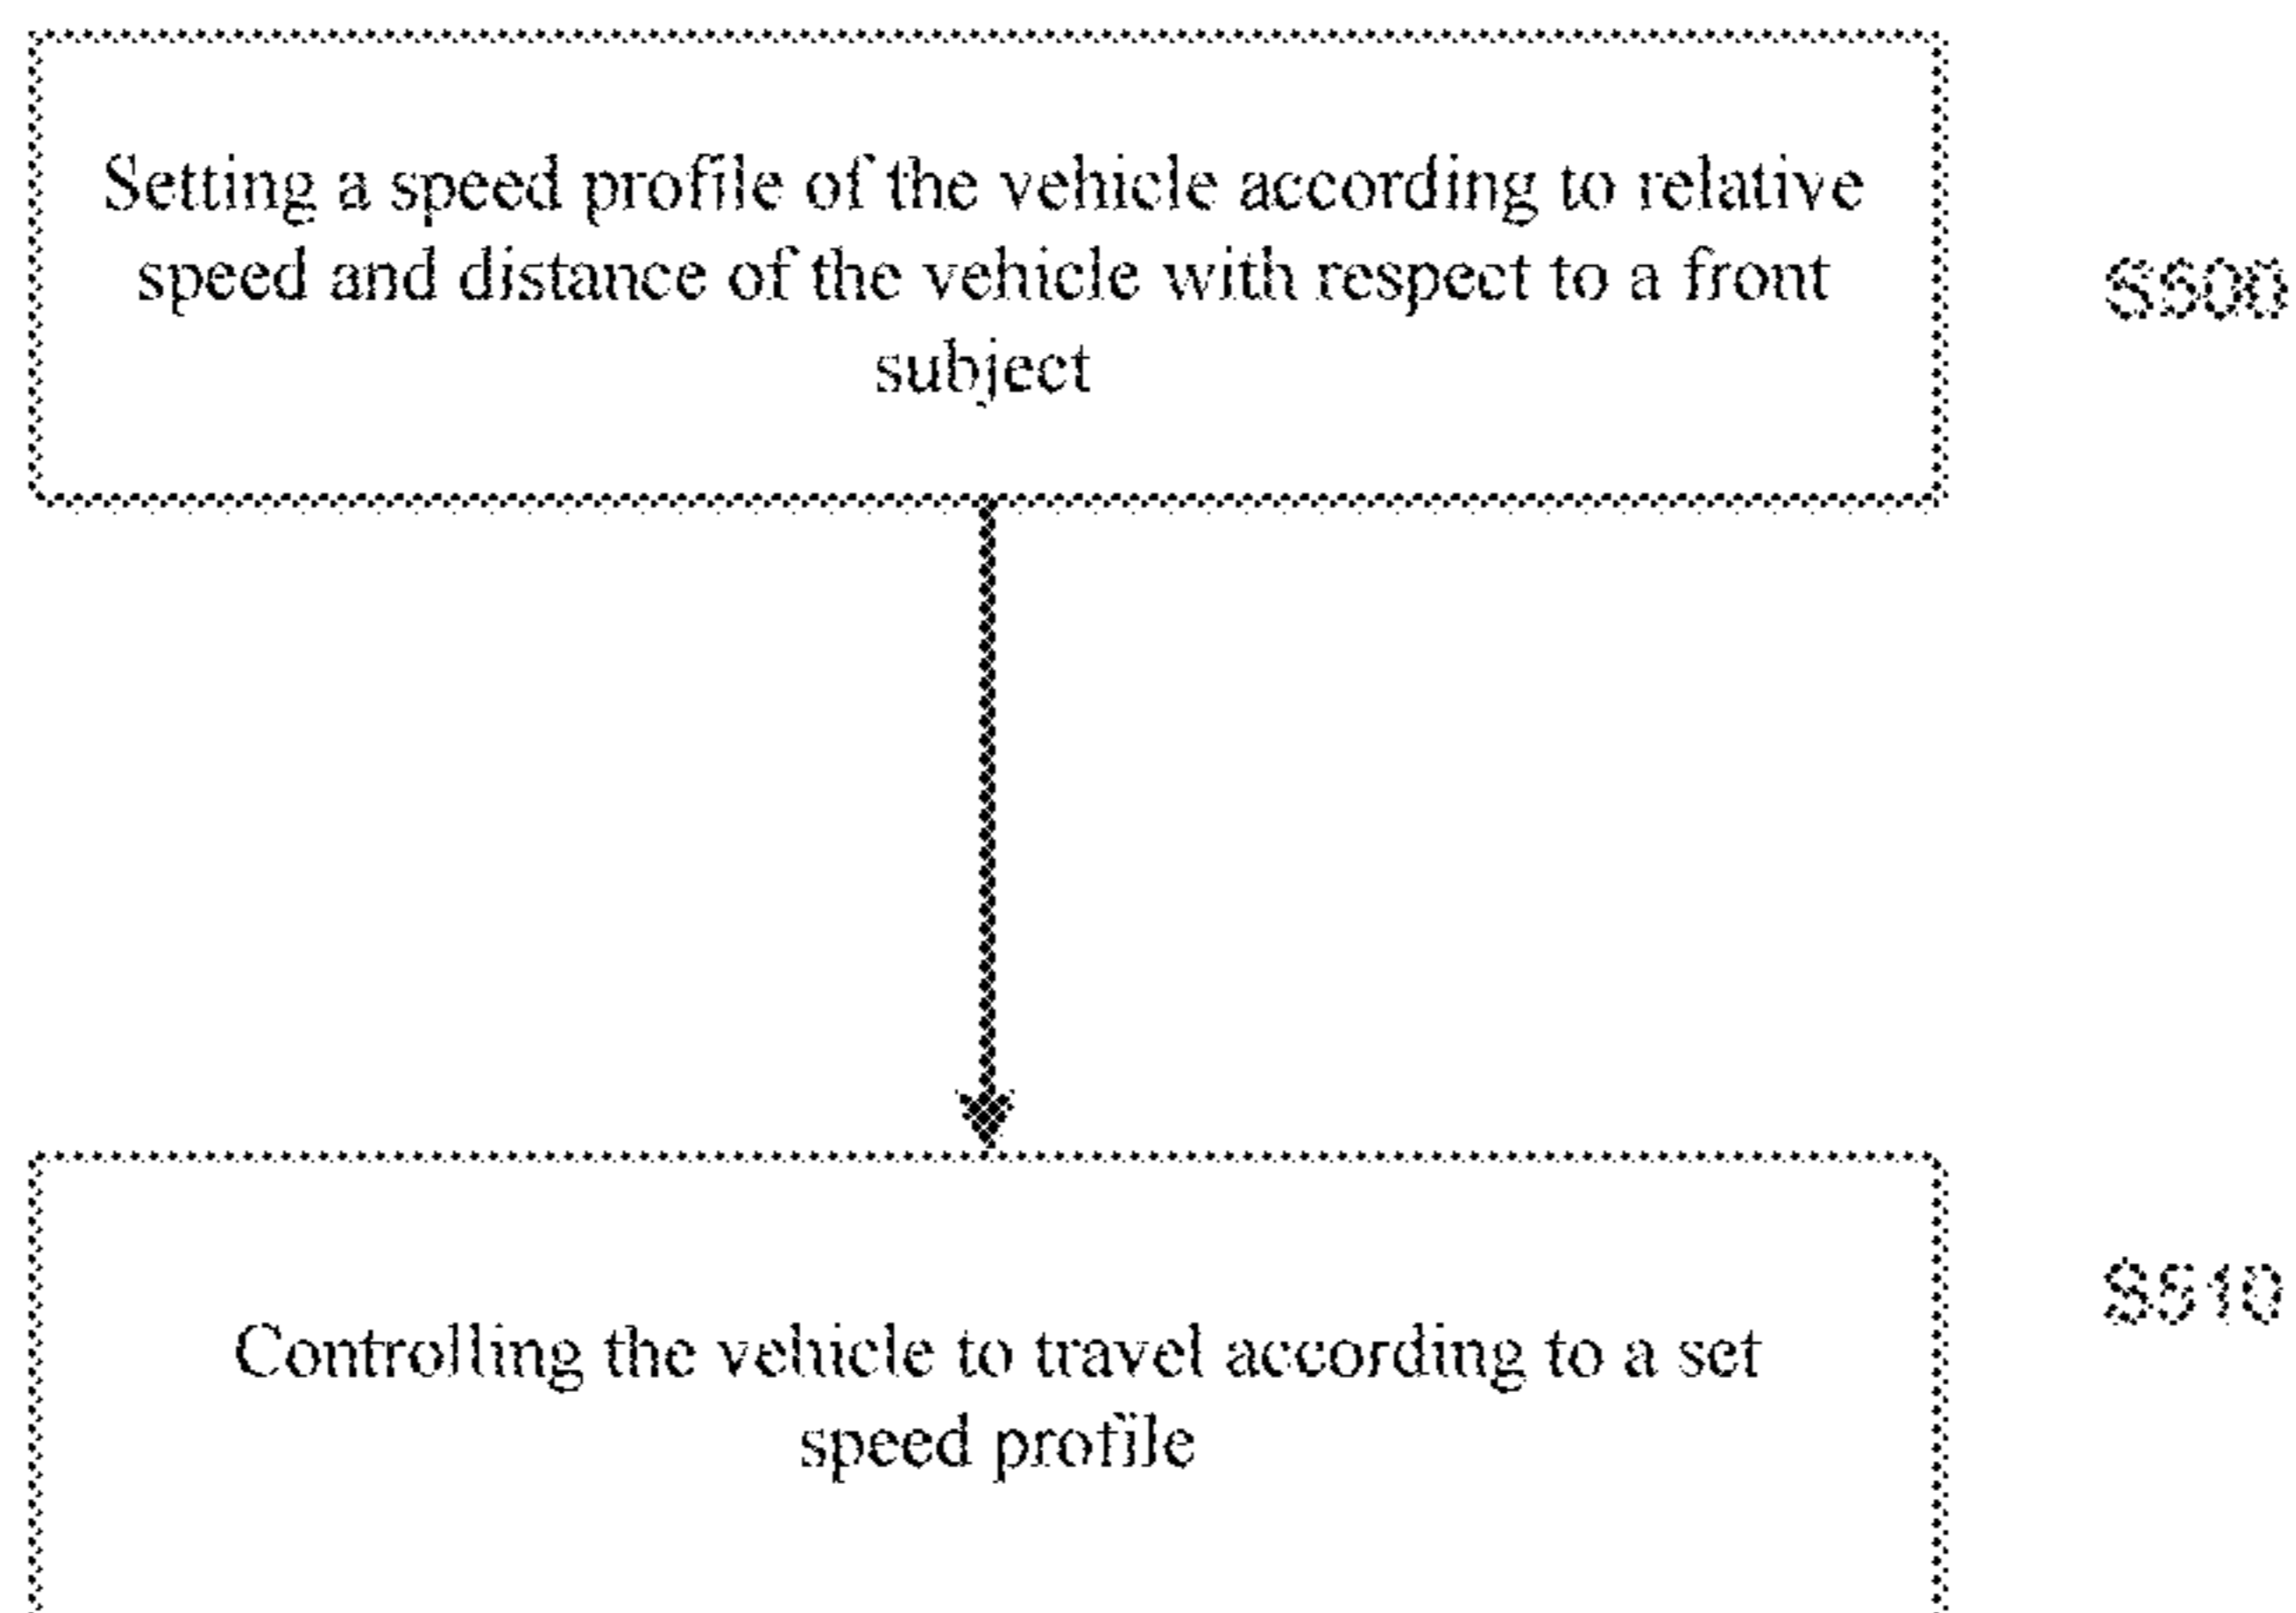 Setting a speed profile of the vehicle according to relative
speed and distance of the vehicle with respect to a front
subject
S500
Controlling the vehicle to travel according to a set
speed profile
S510